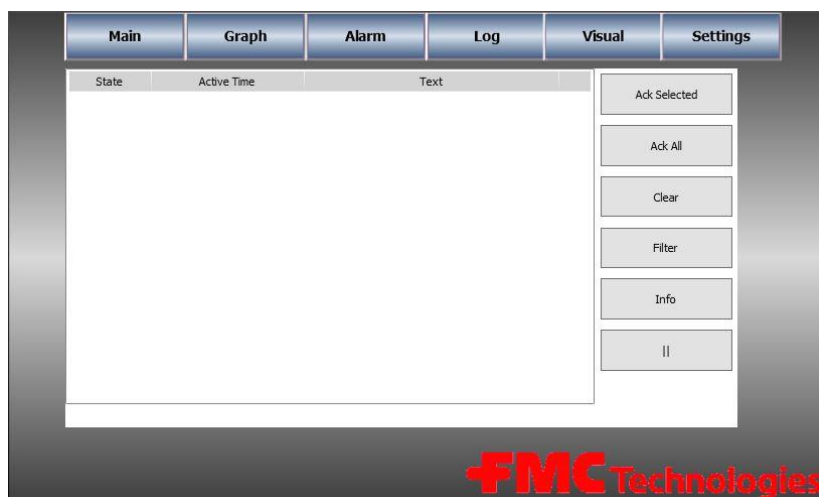 Main Graph Alarm Log Visual Settings
State Active Time Text
Ack Selected
Ack All
Clear
Filter
Info
||
FMC Technologies